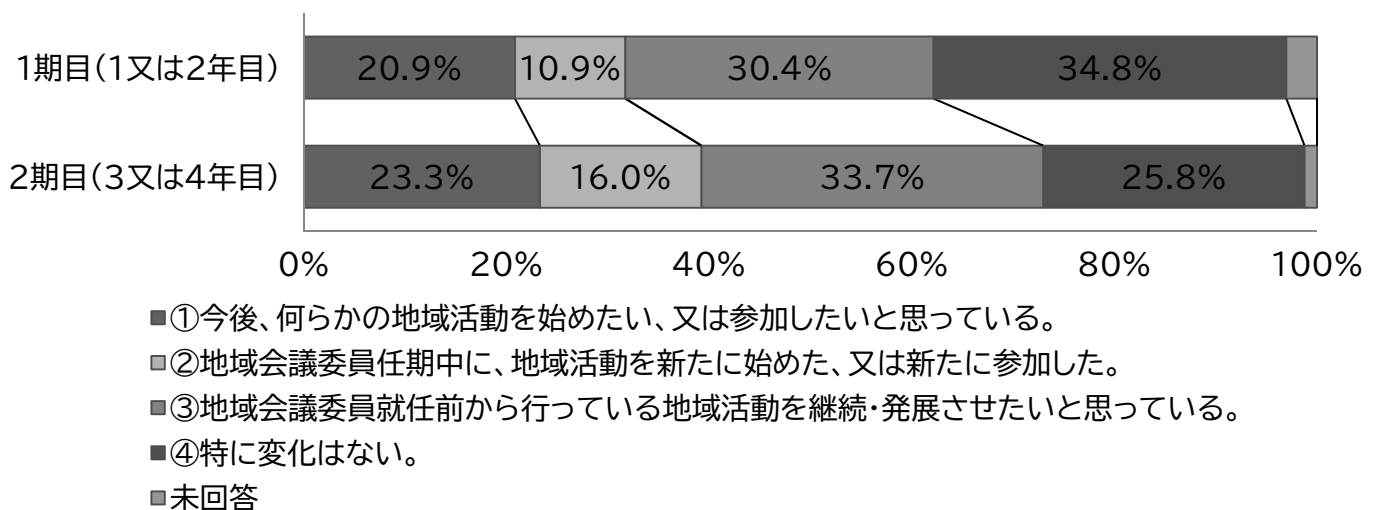 1期目(1又は2年目)
20.9% 10.9% 30.4% 34.8%
2期目(3又は4年目)
23.3% 16.0% 33.7% 25.8%
0% 20% 40% 60% 80% 100%
■①今後、何らかの地域活動を始めたい、又は参加したいと思っている。
■②地域会議委員任期中に、地域活動を新たに始めた、又は新たに参加した。
■③地域会議委員就任前から行っている地域活動を継続・発展させたいと思っている。
■④特に変化はない。
■未回答